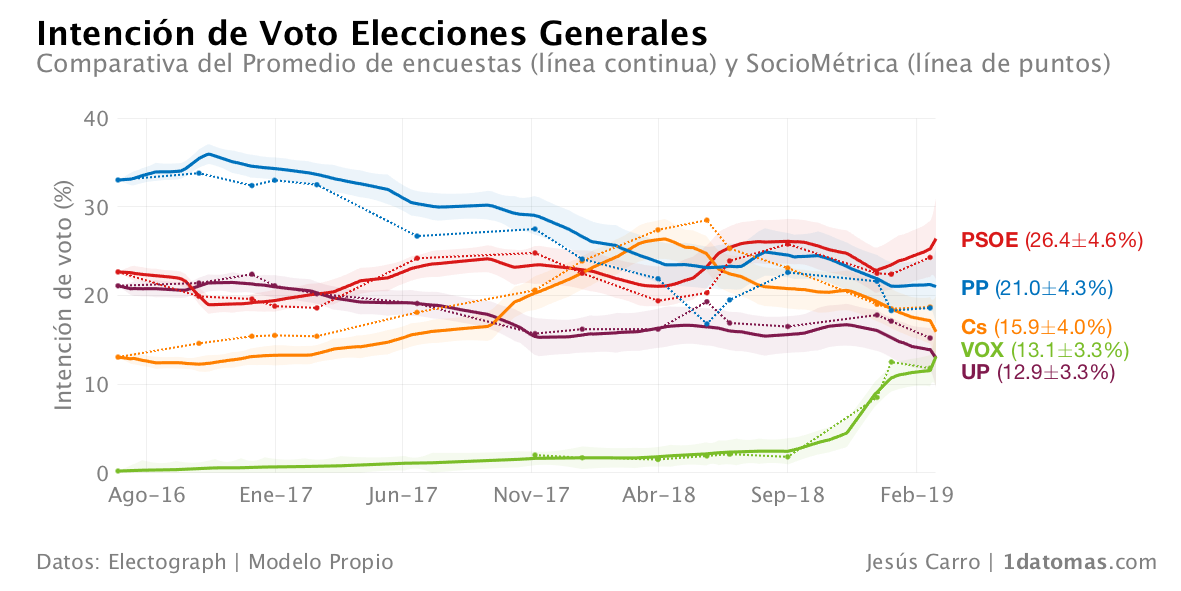 Intención de Voto Elecciones Generales
Comparativa del Promedio de encuestas (línea continua) y SocioMétrica (línea de puntos)
Intención de voto (%)
40
30
20
10
0
Ago-16 Ene-17 Jun-17 Nov-17 Abr-18 Sep-18 Feb-19
PSOE (26.4±4.6%)
PP (21.0±4.3%)
Cs (15.9±4.0%)
VOX (13.1±3.3%)
UP (12.9±3.3%)
Datos: Electograph | Modelo Propio
Jesús Carro | 1datomas.com